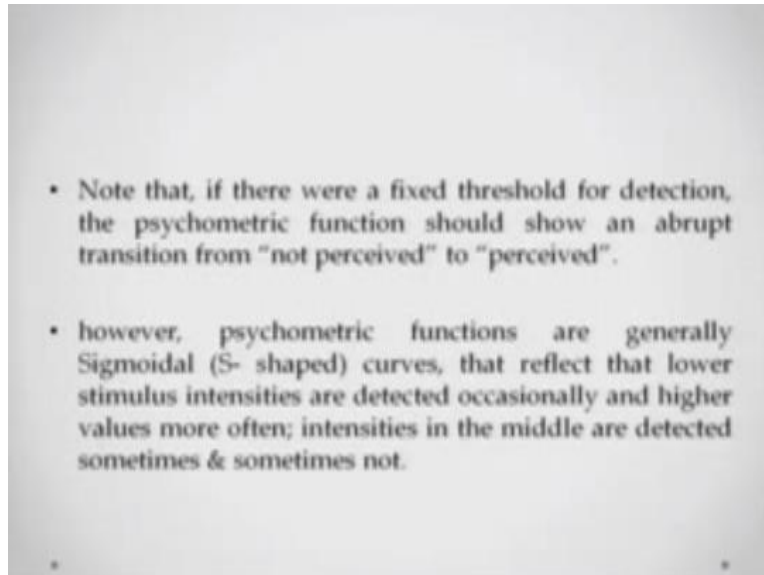 • Note that, if there were a fixed threshold for detection,
the psychometric function should show an abrupt
transition from “not perceived” to “perceived”.
• however, psychometric functions are generally
Sigmoidal (S- shaped) curves, that reflect that lower
stimulus intensities are detected occasionally and higher
values more often; intensities in the middle are detected
sometimes & sometimes not.